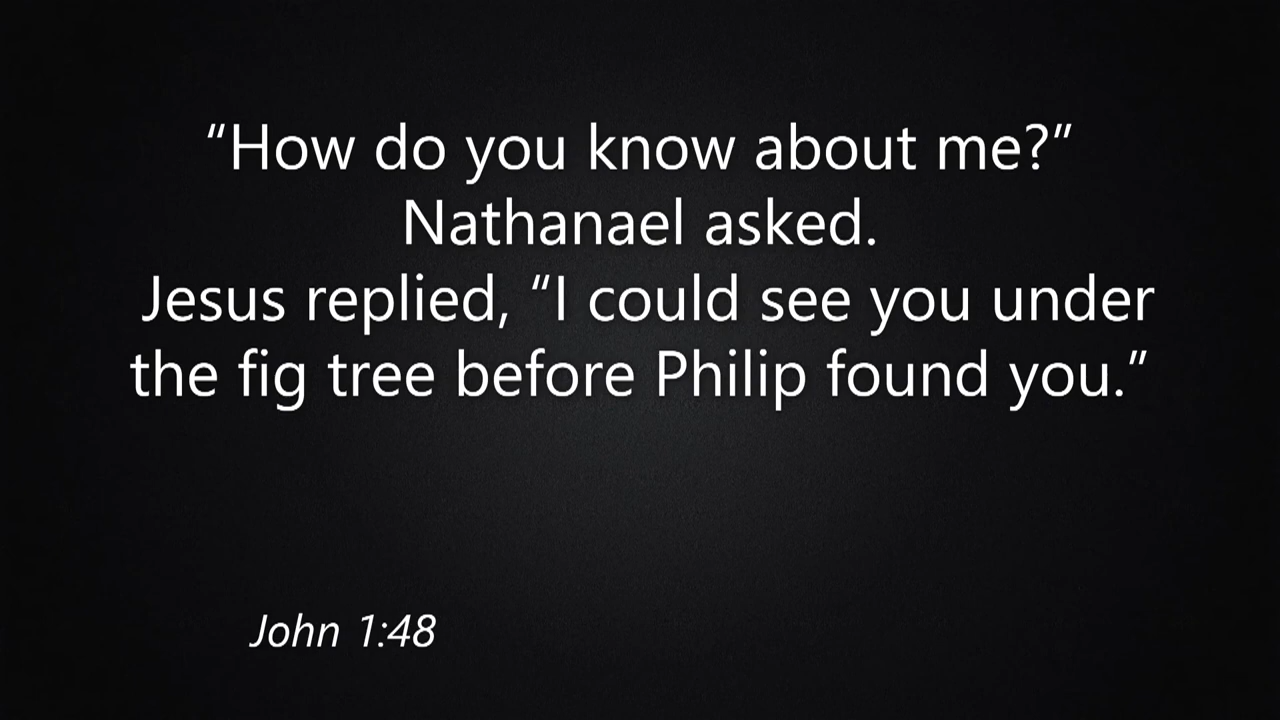 “How do you know about me?”
Nathanael asked.
Jesus replied, “I could see you under
the fig tree before Philip found you.”
John 1:48